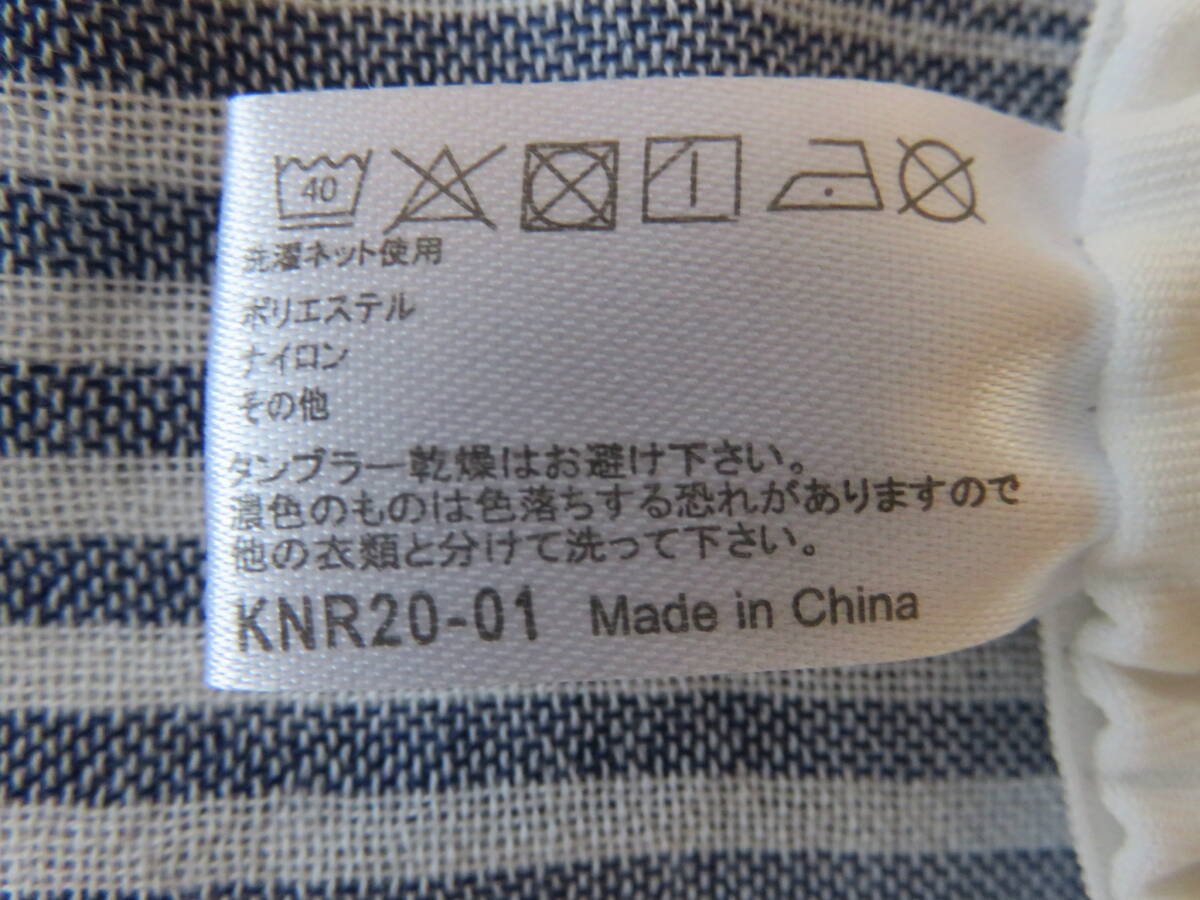 40
洗濯ネット使用
ポリエステル
ナイロン
その他
タンブラー乾燥はお避け下さい。
濃色のものは色落ちする恐れがありますので
他の衣類と分けて洗って下さい。
KNR20-01 Made in China